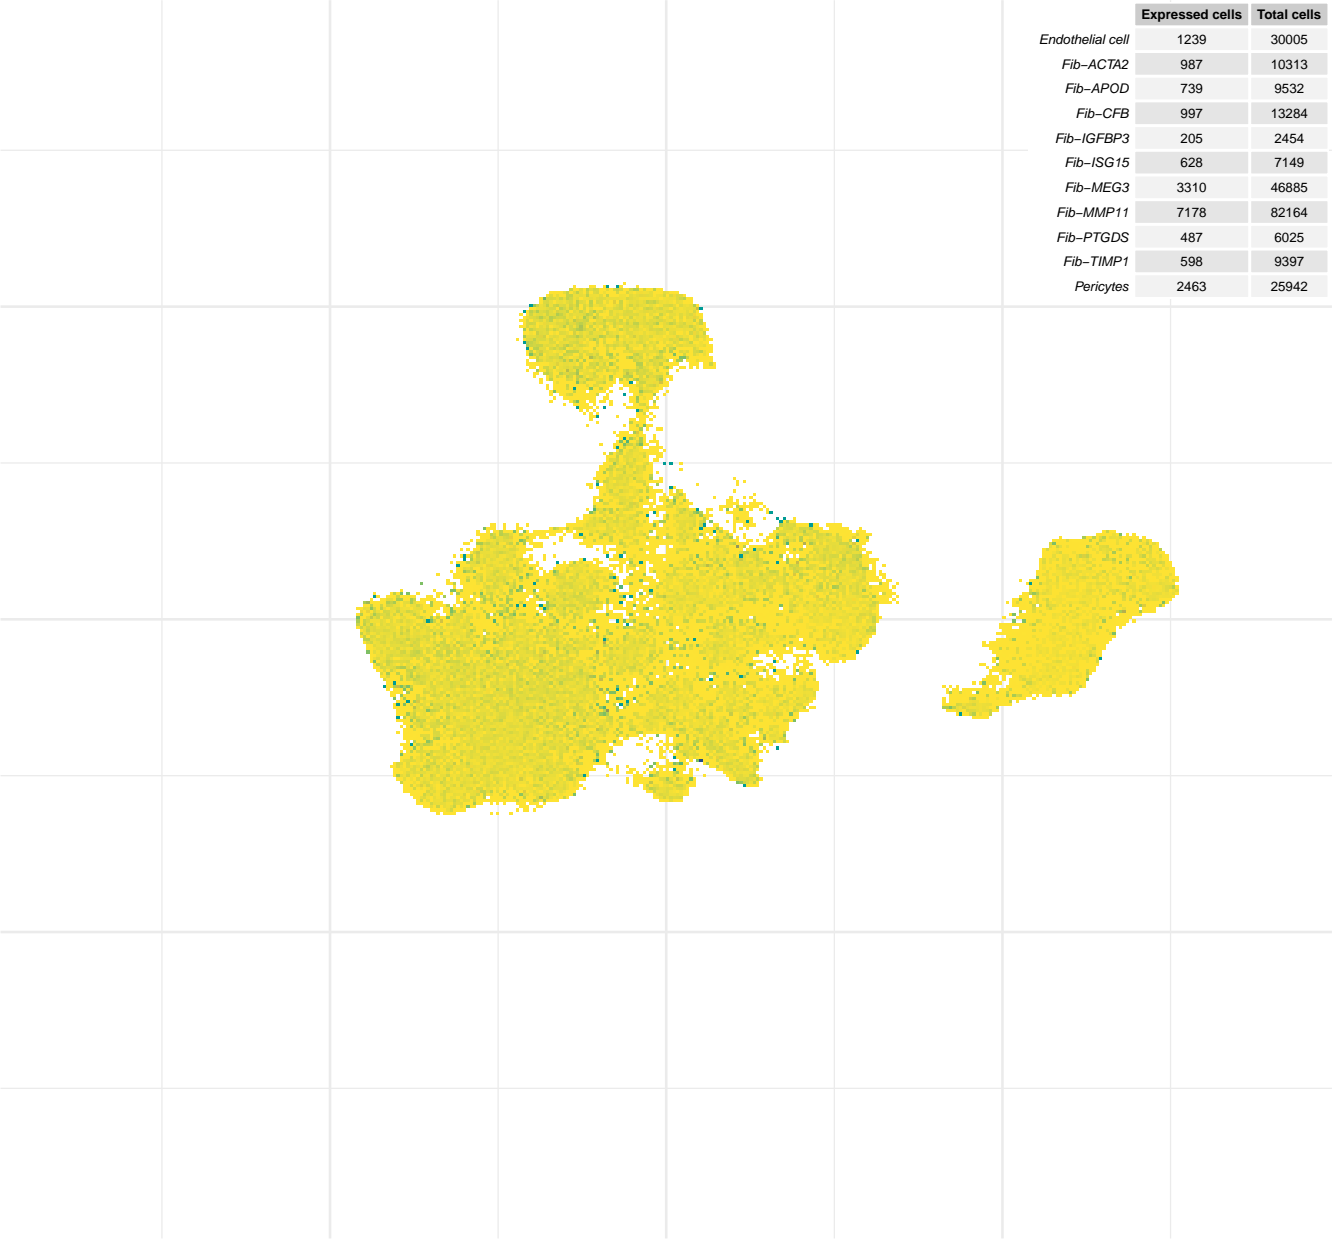 Expressed cells Total cells
Endothelial cell 1239 30005
Fib−ACTA2 987 10313
Fib−APOD 739 9532
Fib−CFB 997 13284
Fib−IGFBP3 205 2454
Fib−ISG15 628 7149
Fib−MEG3 3310 46885
Fib−MMP11 7178 82164
Fib−PTGDS 487 6025
Fib−TIMP1 598 9397
Pericytes 2463 25942